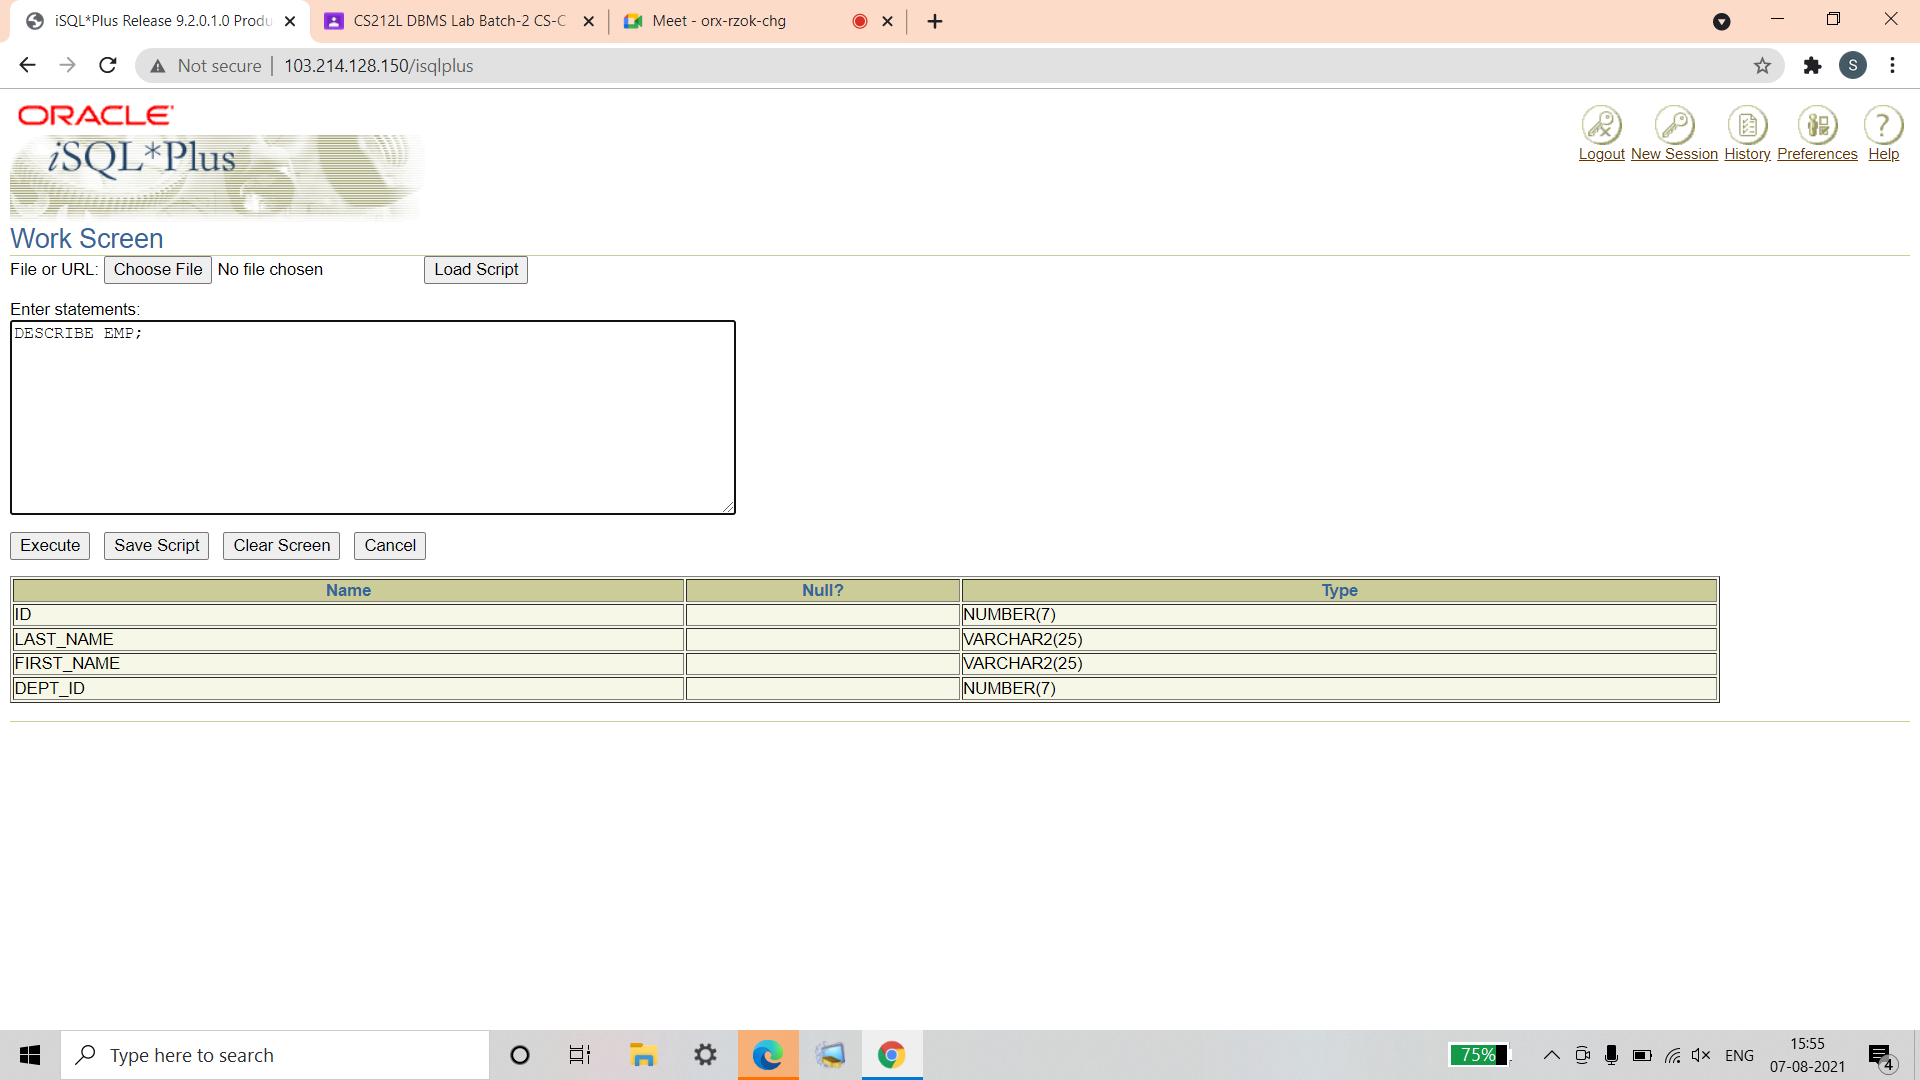 iSQL*Plus Release 9.2.0.1.0 Produ
CS212L DBMS Lab Batch-2 CS-C
Meet - orx-rzok-chg
Not secure
103.214.128.150/isqlplus
S
ORACLE
iSQL*Plus
Logout New Session History Preferences Help
Work Screen
File or URL: Choose File No file chosen Load Script
Enter statements:
DESCRIBE EMP;
Execute Save Script Clear Screen Cancel
Name Null? Type
ID NUMBER(7)
LAST_NAME VARCHAR2(25)
FIRST_NAME VARCHAR2(25)
DEPT_ID NUMBER(7)
Type here to search
75%
ENG
15:55
07-08-2021
4